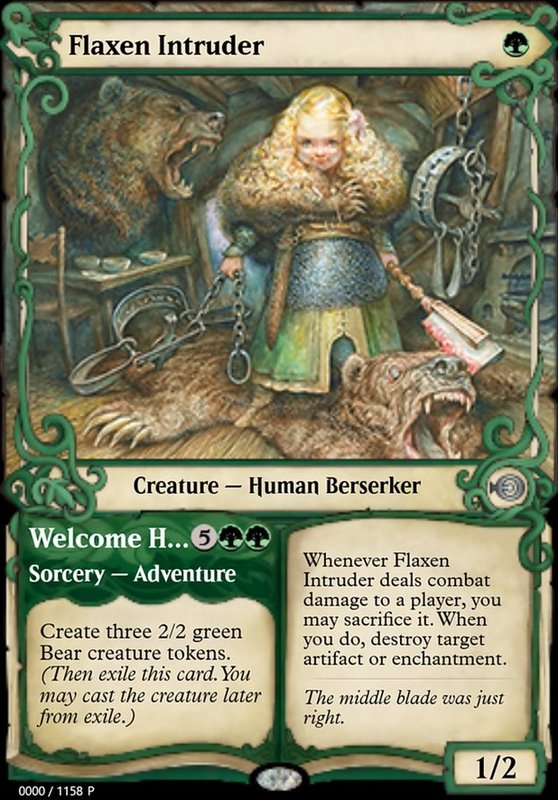 Flaxen Intruder
Creature — Human Berserker
Welcome H... 5
Sorcery — Adventure
Create three 2/2 green
Bear creature tokens.
(Then exile this card. You
may cast the creature later
from exile.)
Whenever Flaxen
Intruder deals combat
damage to a player, you
may sacrifice it. When
you do, destroy target
artifact or enchantment.
The middle blade was just
right.
1/2
0000 / 1158 P